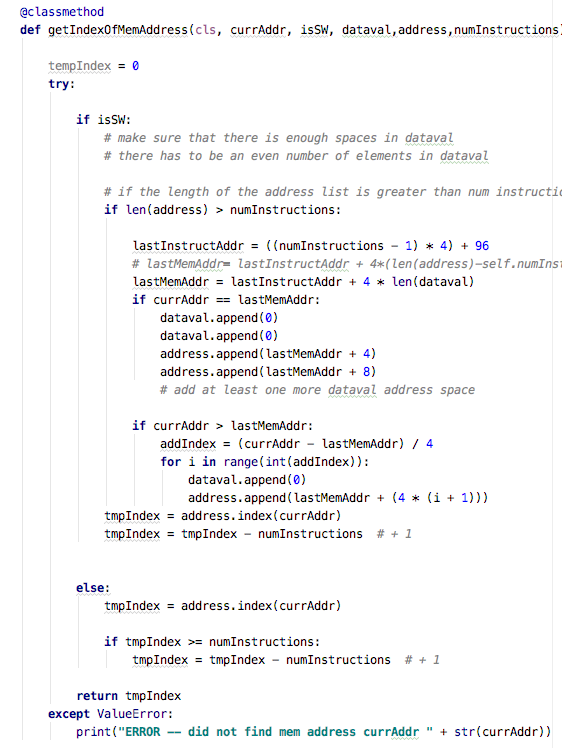 @classmethod
def getIndexOfMemAddress(cls, currAddr, isSW, dataval,address,numInstructions)
tempIndex = 0
try:
if isSW:
# make sure that there is enough spaces in dataval
# there has to be an even number of elements in dataval
# if the length of the address list is greater than num instructio
if len(address) > numInstructions:
lastInstructAddr = ((numInstructions - 1) * 4) + 96
# lastMemAddr= lastInstructAddr + 4*(len(address)-self.numInst
lastMemAddr = lastInstructAddr + 4 * len(dataval)
if currAddr == lastMemAddr:
dataval.append(0)
dataval.append(0)
address.append(lastMemAddr + 4)
address.append(lastMemAddr + 8)
# add at least one more dataval address space
if currAddr > lastMemAddr:
addIndex = (currAddr - lastMemAddr) / 4
for i in range(int(addIndex)):
dataval.append(0)
address.append(lastMemAddr + (4 * (i + 1)))
tmpIndex = address.index(currAddr)
tmpIndex = tmpIndex - numInstructions # + 1
else:
tmpIndex = address.index(currAddr)
if tmpIndex >= numInstructions:
tmpIndex = tmpIndex - numInstructions # + 1
return tmpIndex
except ValueError:
print("ERROR -- did not find mem address currAddr " + str(currAddr))